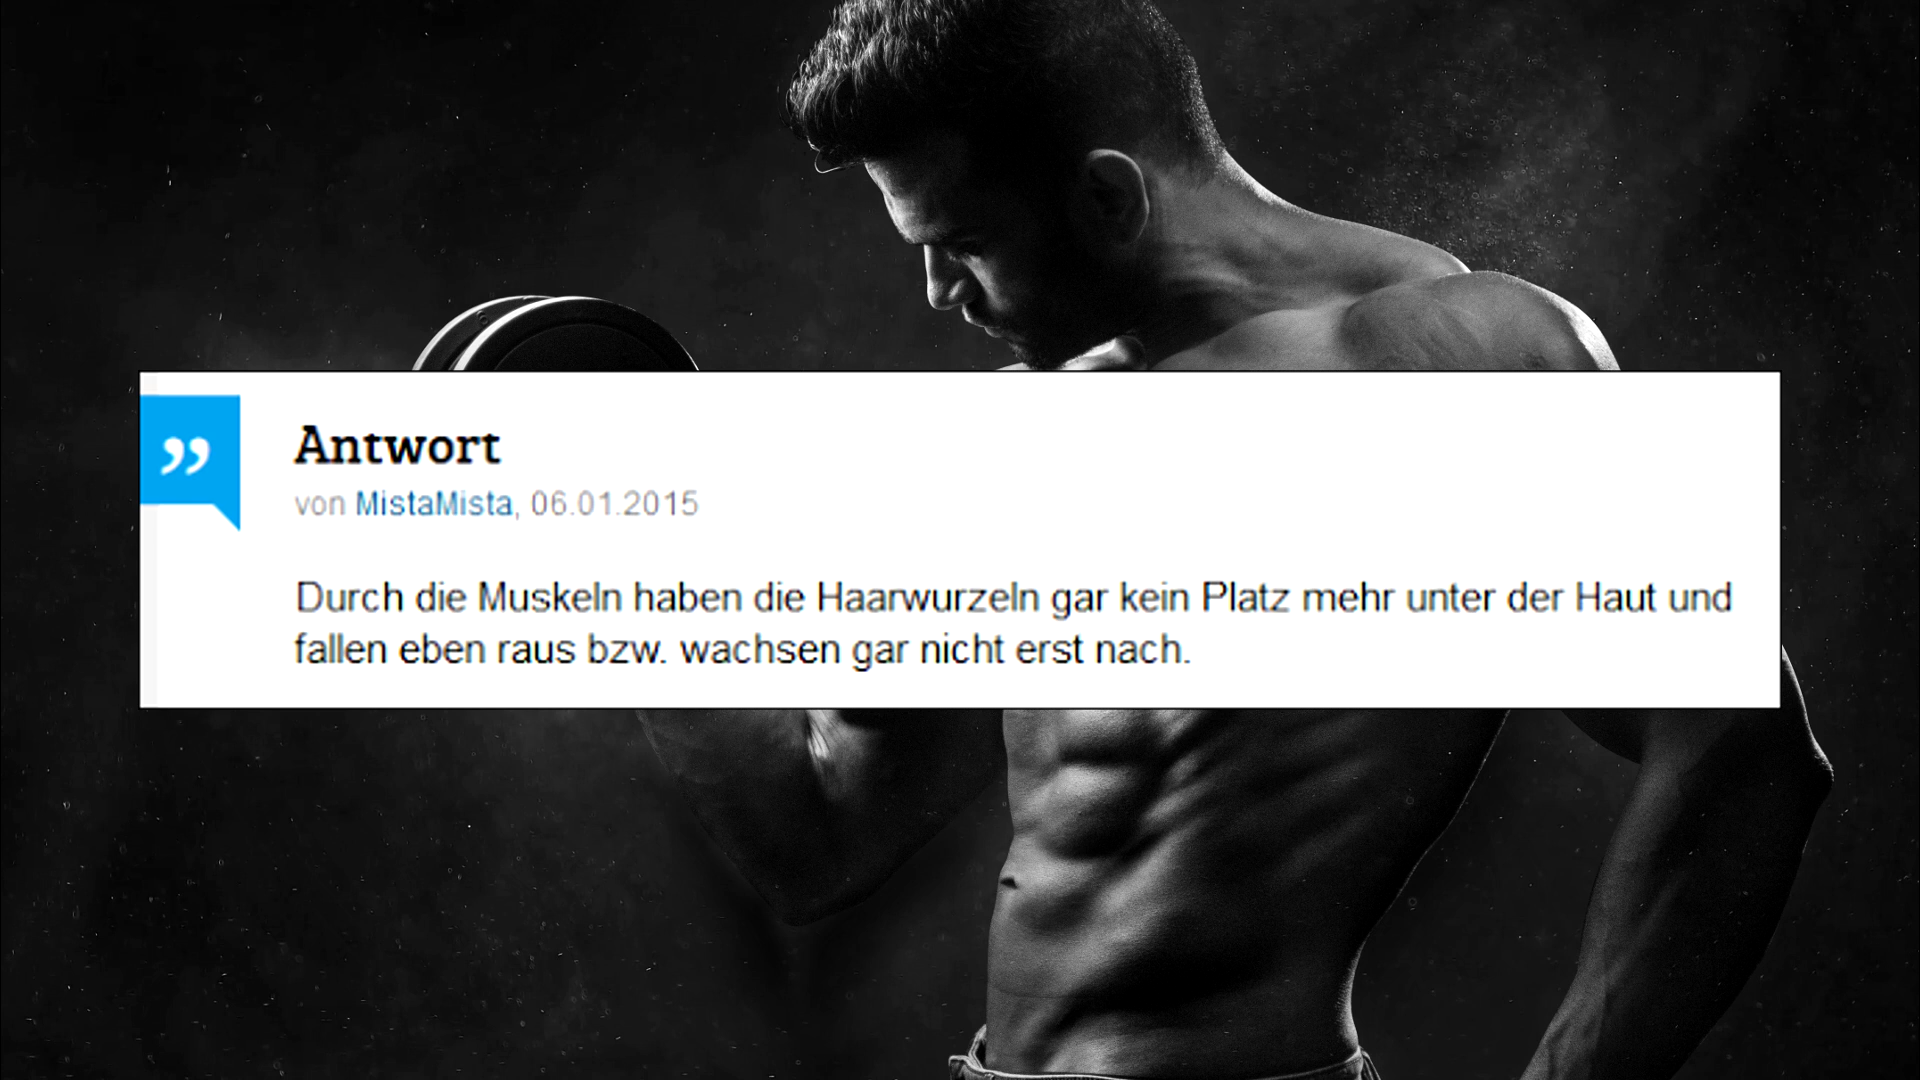 Antwort
von MistaMista, 06.01.2015
Durch die Muskeln haben die Haarwurzeln gar kein Platz mehr unter der Haut und
fallen eben raus bzw. wachsen gar nicht erst nach.